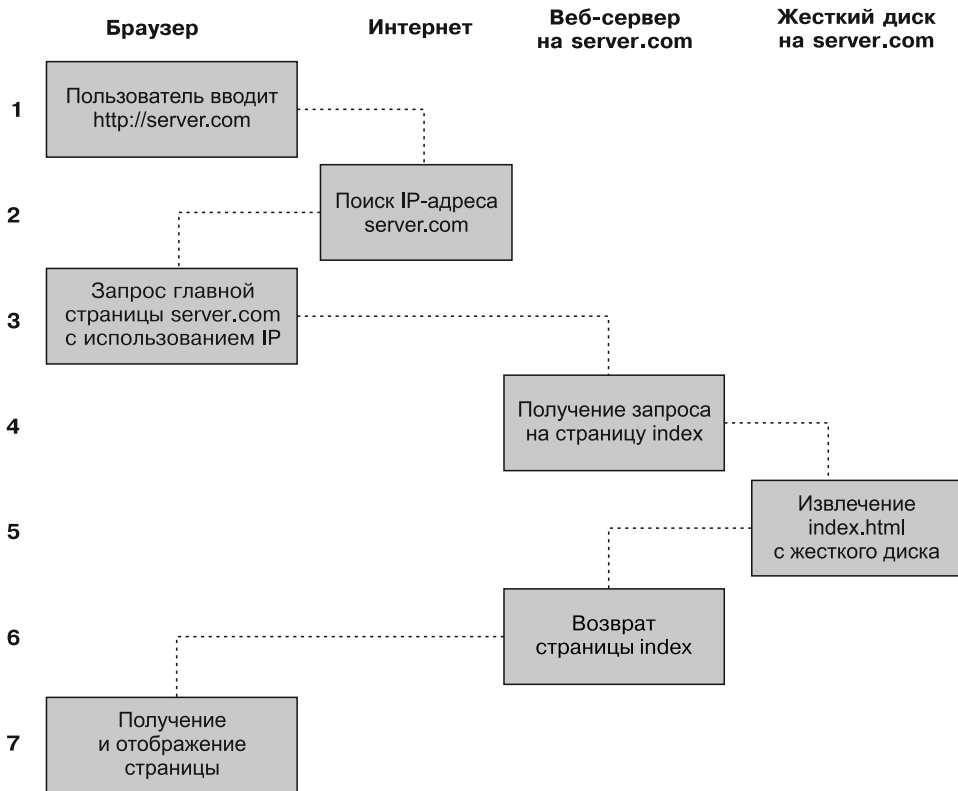 Браузер
Интернет
Веб-сервер
на server.com
Жесткий диск
на server.com
1
Пользователь вводит
http://server.com
2
Поиск IP-адреса
server.com
3
Запрос главной
страницы server.com
с использованием IP
4
Получение запроса
на страницу index
5
Извлечение
index.html
с жесткого диска
6
Возврат
страницы index
7
Получение
и отображение
страницы